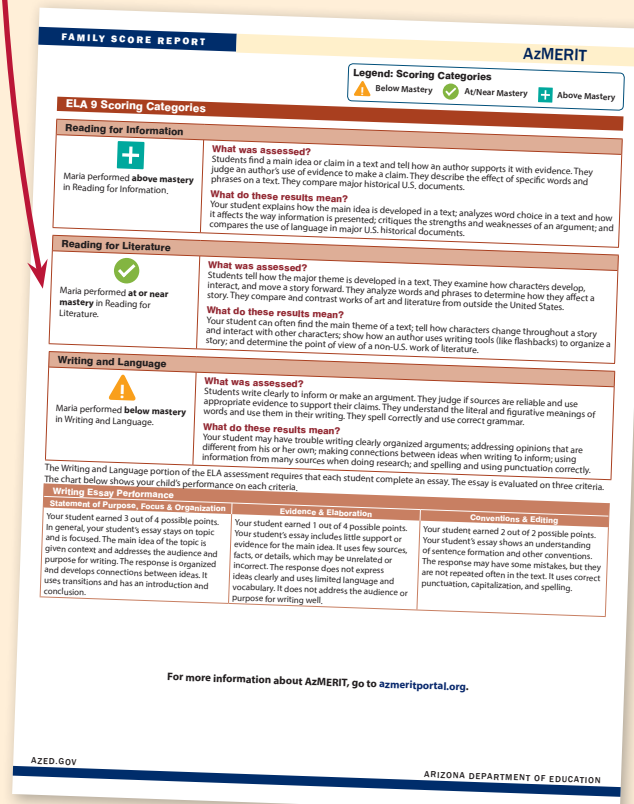 FAMILY SCORE REPORT
AzMERIT
Legend: Scoring Categories
Below Mastery At/Near Mastery Above Mastery
ELA 9 Scoring Categories
Reading for Information
Maria performed above mastery
in Reading for Information.
What was assessed?
Students find a main idea or claim in a text and tell how an author supports it with evidence. They
judge an author's use of evidence to make a claim. They describe the effect of specific words and
phrases on a text. They compare major historical U.S. documents.
What do these results mean?
Your student explains how the main idea is developed in a text; analyzes word choice in a text and how
it affects the way information is presented; critiques the strengths and weaknesses of an argument; and
compares the use of language in major U.S. historical documents.
Reading for Literature
Maria performed at or near
mastery in Reading for
Literature.
What was assessed?
Students tell how the major theme is developed in a text. They examine how characters develop,
interact, and move a story forward. They analyze words and phrases to determine how they affect a
story. They compare and contrast works of art and literature from outside the United States.
What do these results mean?
Your student can often find the main theme of a text; tell how characters change throughout a story
and interact with other characters; show how an author uses writing tools (like flashbacks) to organize a
story; and determine the point of view of a non-U.S. work of literature.
Writing and Language
Maria performed below mastery
in Writing and Language.
What was assessed?
Students write clearly to inform or make an argument. They judge if sources are reliable and use
appropriate evidence to support their claims. They understand the literal and figurative meanings of
words and use them in their writing. They spell correctly and use correct grammar.
What do these results mean?
Your student may have trouble writing clearly organized arguments; addressing opinions that are
different from his or her own; making connections between ideas when writing to inform; using
information from many sources when doing research; and spelling and using punctuation correctly.
The Writing and Language portion of the ELA assessment requires that each student complete an essay. The essay is evaluated on three criteria.
The chart below shows your child's performance on each criteria.
Writing Essay Performance
Statement of Purpose, Focus & Organization
Your student earned 3 out of 4 possible points.
In general, your student's essay stays on topic
and is focused. The main idea of the topic is
given context and addresses the audience and
purpose for writing. The response is organized
and develops connections between ideas. It
uses transitions and has an introduction and
conclusion.
Evidence & Elaboration
Your student earned 1 out of 4 possible points.
Your student's essay includes little support or
evidence for the main idea. It uses few sources,
facts, or details, which may be unrelated or
incorrect. The response does not express
ideas clearly and uses limited language and
vocabulary. It does not address the audience or
purpose for writing well.
Conventions & Editing
Your student earned 2 out of 2 possible points.
Your student's essay shows an understanding
of sentence formation and other conventions.
The response may have some mistakes, but they
are not repeated often in the text. It uses correct
punctuation, capitalization, and spelling.
For more information about AzMERIT, go to azmeritportal.org.
AZED.GOV
ARIZONA DEPARTMENT OF EDUCATION